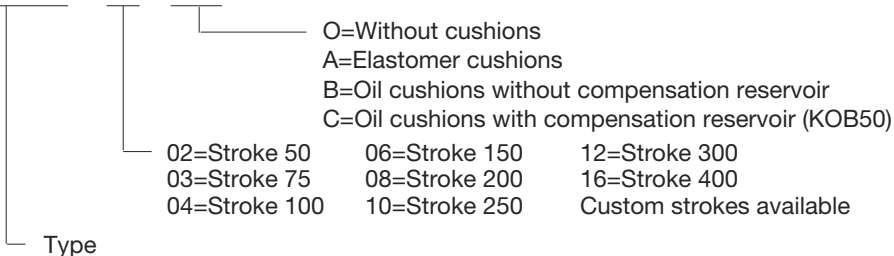 O=Without cushions
A=Elastomer cushions
B=Oil cushions without compensation reservoir
C=Oil cushions with compensation reservoir (KOB50)
02=Stroke 50 06=Stroke 150 12=Stroke 300
03=Stroke 75 08=Stroke 200 16=Stroke 400
04=Stroke 100 10=Stroke 250 Custom strokes available
Type